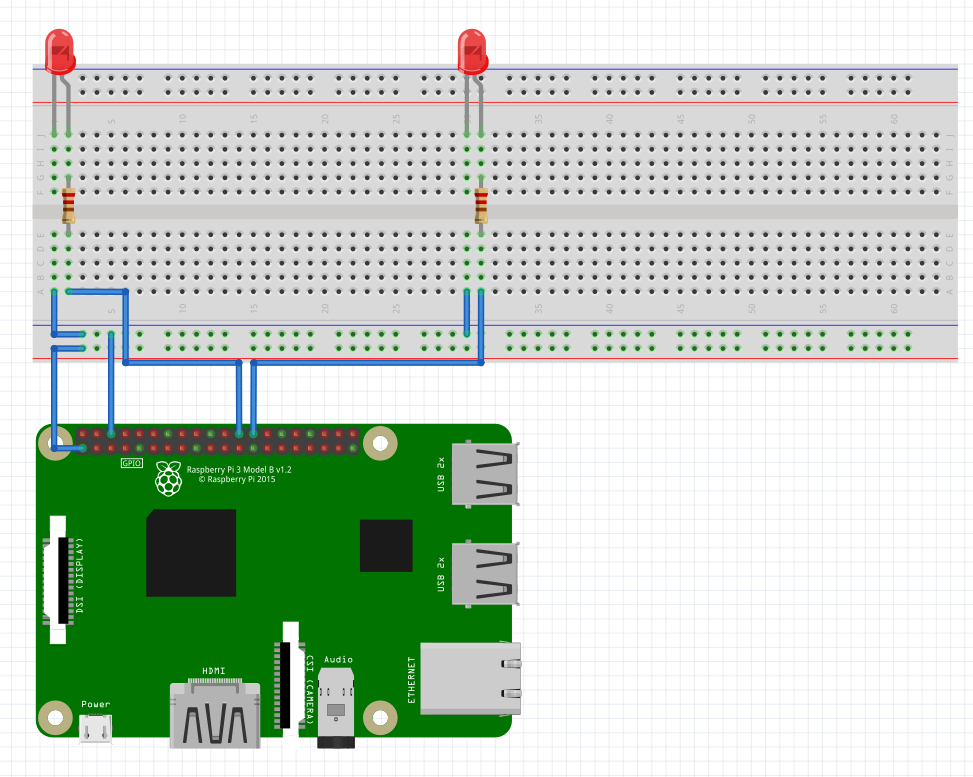 5 10 15 20 25 30 35 40 45 50 55 60
J J
I I
H H
G G
F F
E E
D D
C C
B B
A A
5 10 15 20 25 35 40 45 50 55 60
GPIO
Raspberry Pi 3 Model B v1.2
© Raspberry Pi 2015
USB 2x
DSI (DISPLAY)
USB 2x
HDMI
CSI (CAMERA)
Audio
ETHERNET
Power